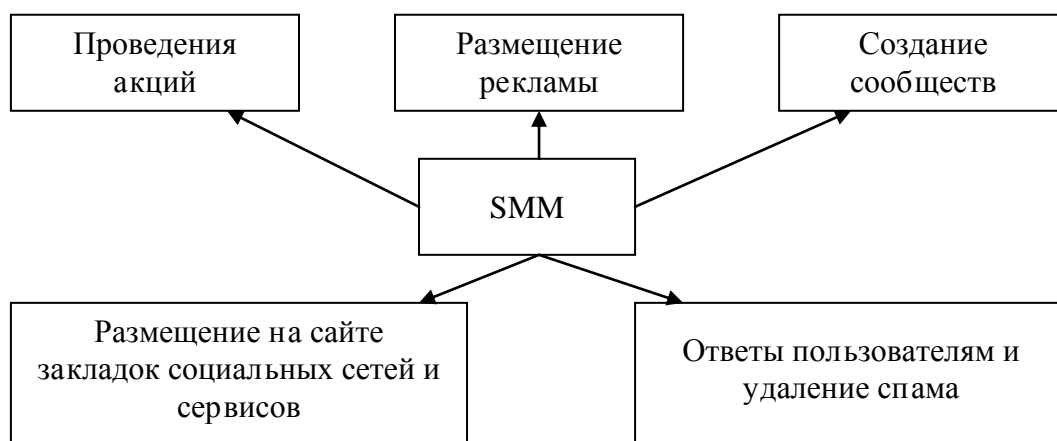 Проведения
акций
Размещение
рекламы
Создание
сообществ
SMM
Размещение на сайте
закладок социальных сетей и
сервисов
Ответы пользователям и
удаление спама